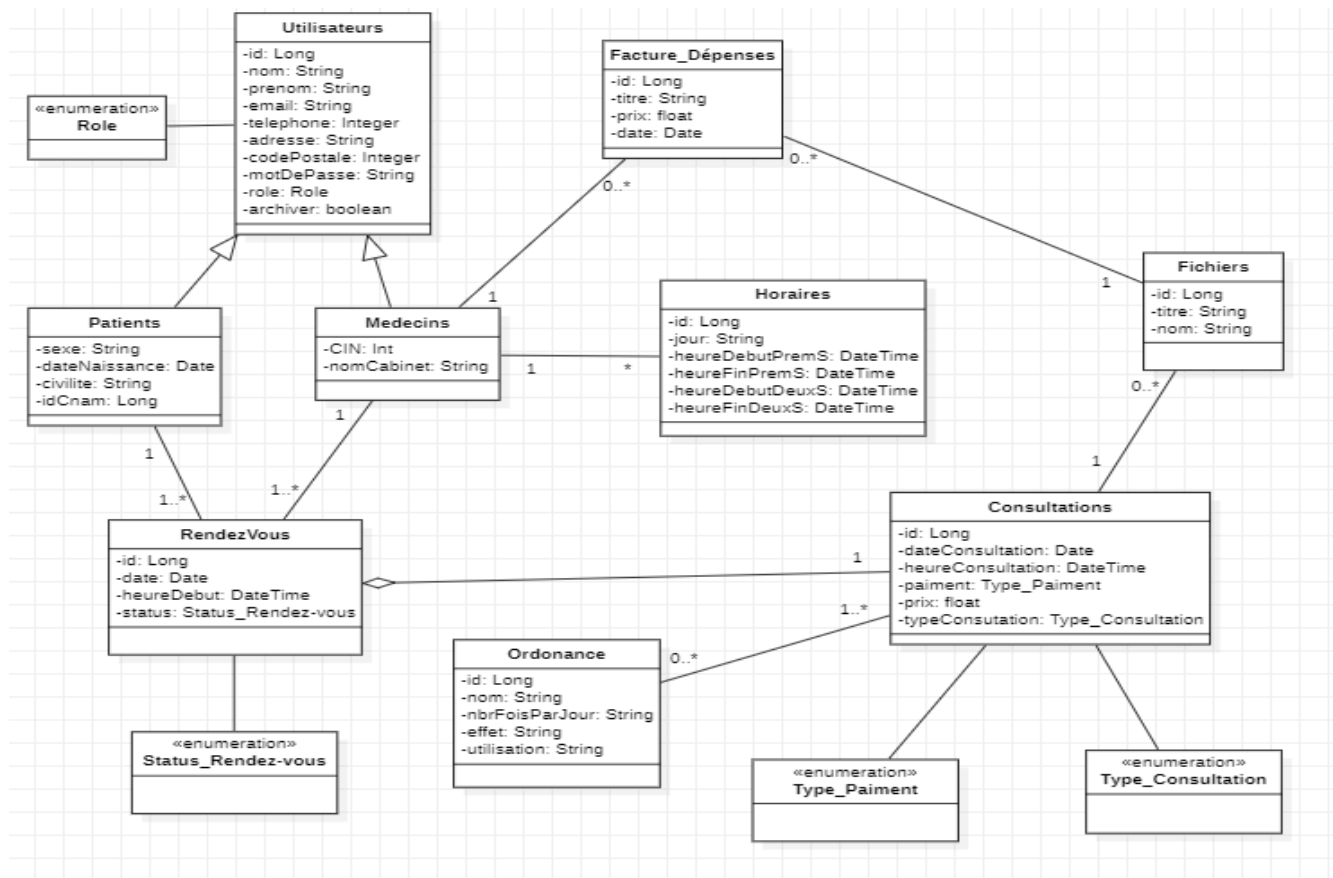 Utilisateurs
-id: Long
-nom: String
-prenom: String
-email: String
-telephone: Integer
-adresse: String
-codePostale: Integer
-motDePasse: String
-role: Role
-archiver: boolean
«enumeration»
Role
Facture_Dépenses
-id: Long
-titre: String
-prix: float
-date: Date
0..*
0..*
1
1
Fichiers
-id: Long
-titre: String
-nom: String
0..*
1
Horaires
-id: Long
-jour: String
-heureDebutPremS: DateTime
-heureFinPremS: DateTime
-heureDebutDeuxS: DateTime
-heureFinDeuxS: DateTime
1
*
Patients
-sexe: String
-dateNaissance: Date
-civilite: String
-idCnam: Long
Medecins
-CIN: Int
-nomCabinet: String
1
1
1..*
1..*
RendezVous
-id: Long
-date: Date
-heureDebut: DateTime
-status: Status_Rendez-vous
1
Consultations
-id: Long
-dateConsultation: Date
-heureConsultation: DateTime
-paiment: Type_Paiment
-prix: float
-typeConsutation: Type_Consultation
1..*
0..*
Ordonance
-id: Long
-nom: String
-nbrFoisParJour: String
-effet: String
-utilisation: String
«enumeration»
Status_Rendez-vous
«enumeration»
Type_Paiment
«enumeration»
Type_Consultation